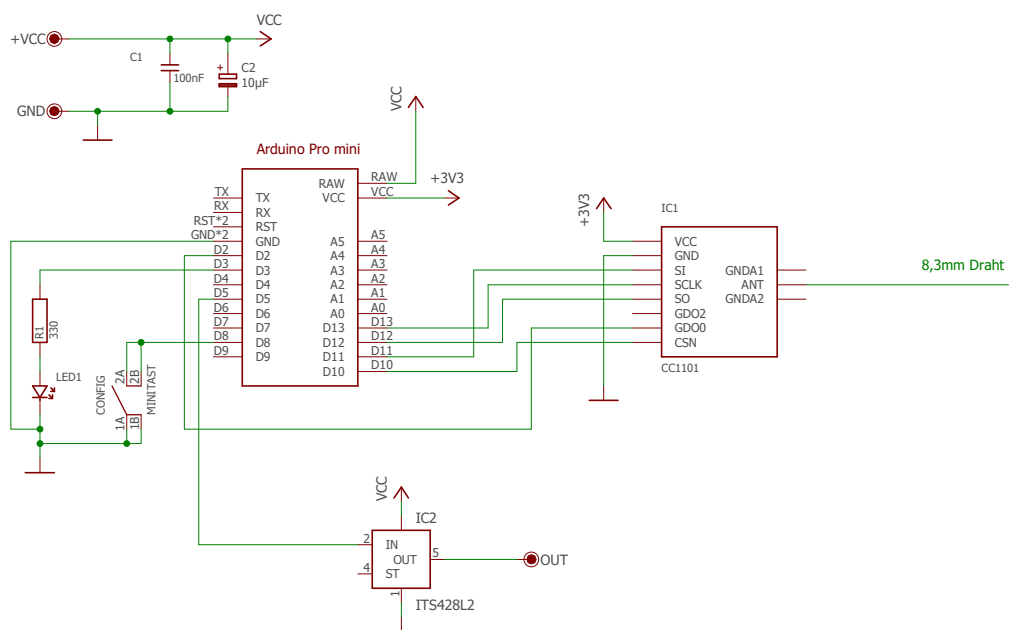 VCC
+VCC
C1
100nF
+
C2
10µF
GND
VCC
Arduino Pro mini
RAW
RAW
VCC
VCC
+3V3
TX
TX
RX
RX
RST*2
RST
GND*2
GND
A5
A5
D2
D2
A4
A4
D3
D3
A3
A3
D4
D4
A2
A2
D5
D5
A1
A1
D6
D6
A0
A0
D7
D7
D13
D13
D8
D8
D12
D12
D9
D9
D11
D11
D10
D10
+3V3
IC1
VCC
GND
SI
GNDA1
SCLK
ANT
SO
GNDA2
GDO2
GDO0
CSN
CC1101
8,3mm Draht
R1
330
LED1
CONFIG
2A
2B
1A
1B
MINITAST
VCC
IC2
2
IN
OUT
5
4
ST
1
ITS428L2
OUT